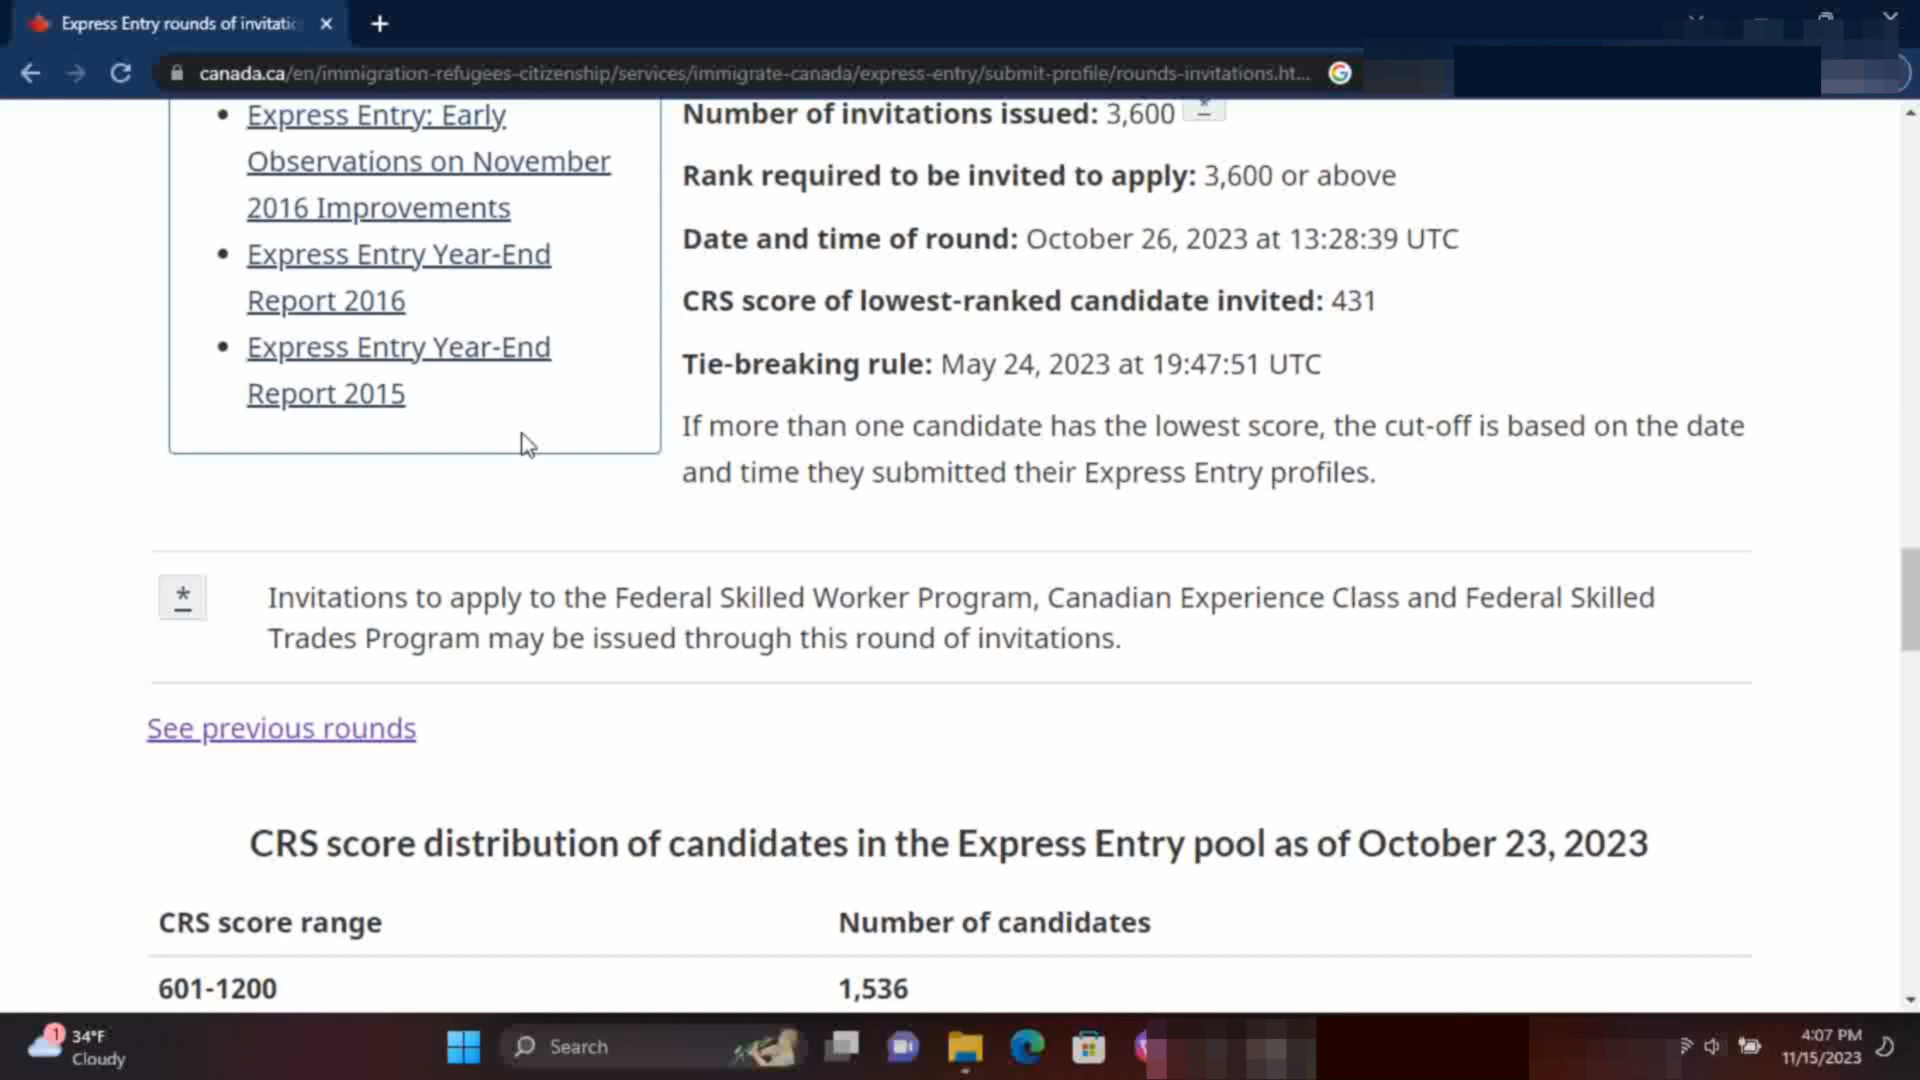 Express Entry rounds of invitatic
canada.ca/en/immigration-refugees-citizenship/services/immigrate-canada/express-entry/submit-profile/rounds-invitations.ht...
Express Entry: Early
Observations on November
2016 Improvements
Express Entry Year-End
Report 2016
Express Entry Year-End
Report 2015
Number of invitations issued: 3,600 *
Rank required to be invited to apply: 3,600 or above
Date and time of round: October 26, 2023 at 13:28:39 UTC
CRS score of lowest-ranked candidate invited: 431
Tie-breaking rule: May 24, 2023 at 19:47:51 UTC
If more than one candidate has the lowest score, the cut-off is based on the date
and time they submitted their Express Entry profiles.
* Invitations to apply to the Federal Skilled Worker Program, Canadian Experience Class and Federal Skilled
Trades Program may be issued through this round of invitations.
See previous rounds
CRS score distribution of candidates in the Express Entry pool as of October 23, 2023
CRS score range Number of candidates
601-1200 1,536
1
34°F
Cloudy
Search
4:07 PM
11/15/2023